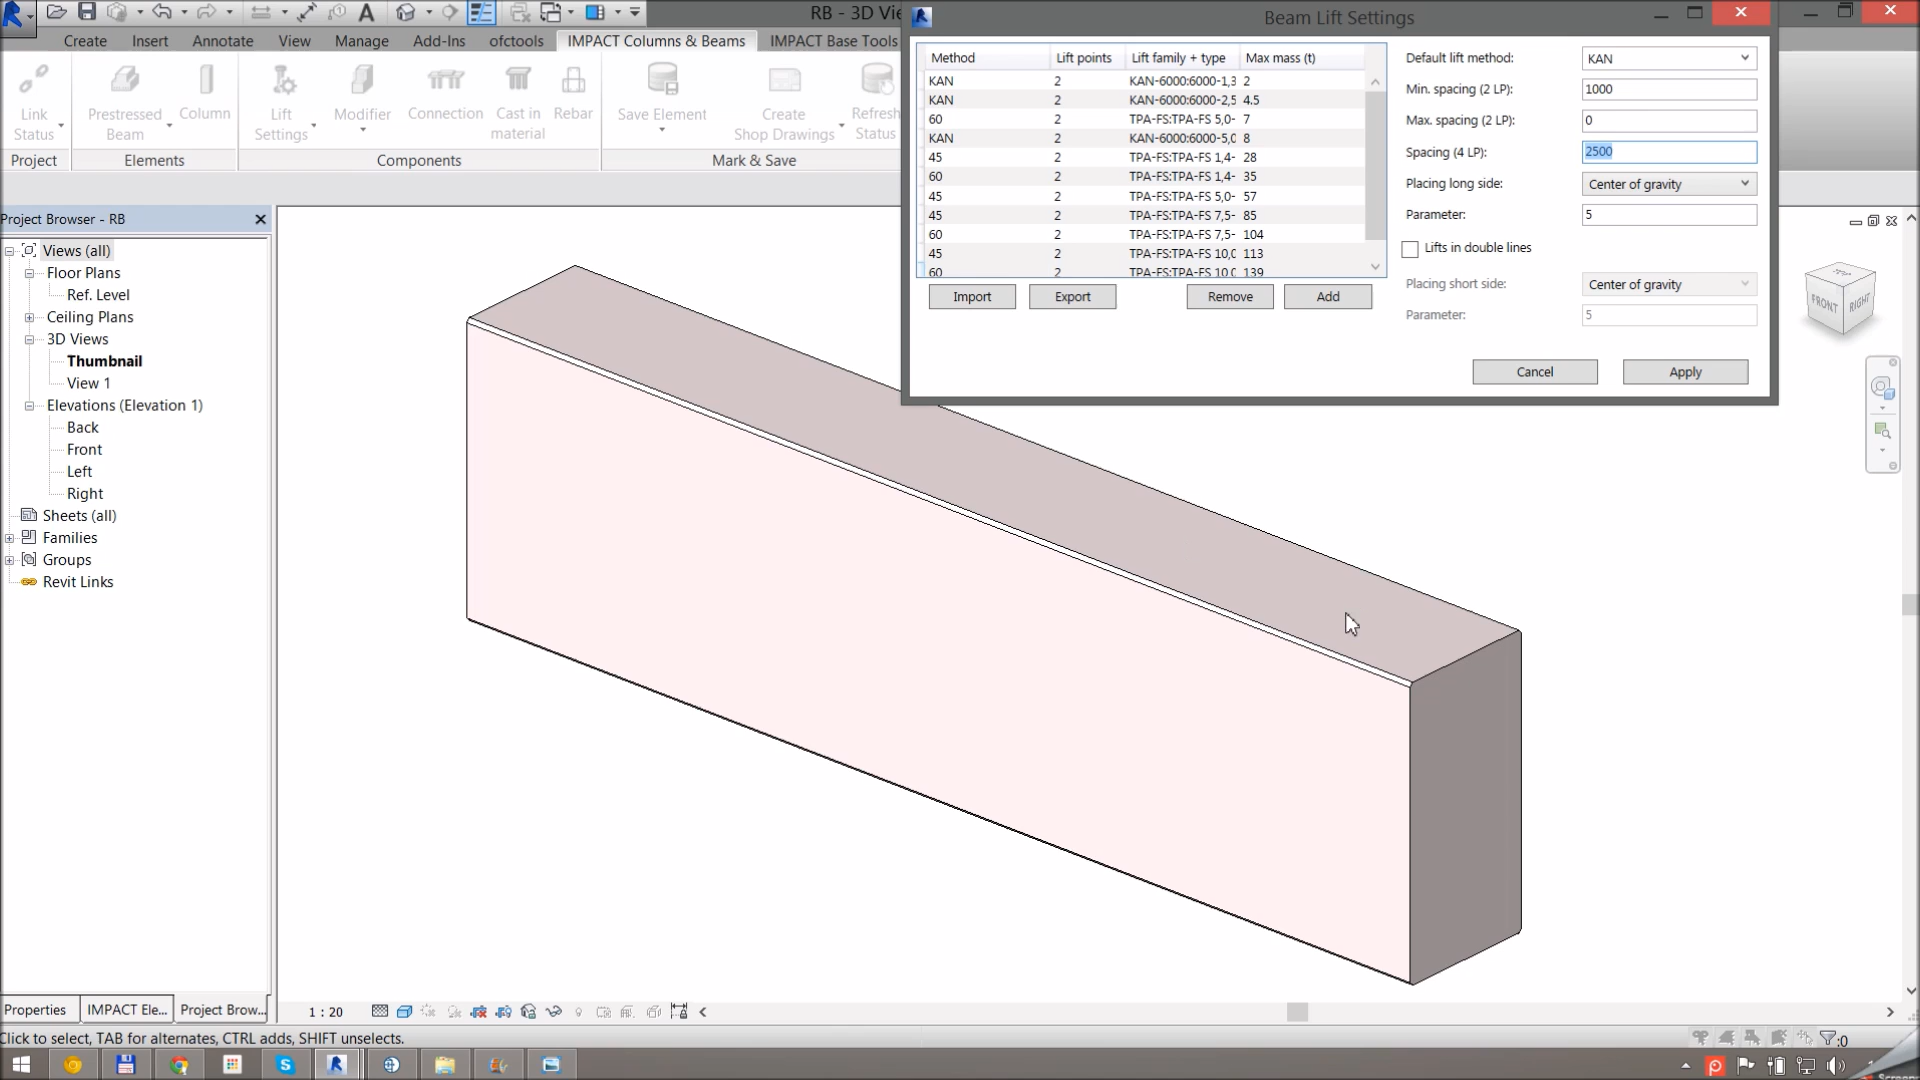 RB - 3D Vie
Beam Lift Settings
Create Insert Annotate View Manage Add-Ins ofctools IMPACT Columns & Beams IMPACT Base Tools
Link Status
Prestressed Beam
Column
Lift Settings
Modifier
Connection
Cast in material
Rebar
Save Element
Create Shop Drawings
Refresh Status
Project Elements Components Mark & Save
Method Lift points Lift family + type Max mass (t)
KAN 2 KAN-6000:6000-1,3 2
KAN 2 KAN-6000:6000-2,5 4.5
60 2 TPA-FS:TPA-FS 5,0- 7
KAN 2 KAN-6000:6000-5,0 8
45 2 TPA-FS:TPA-FS 1,4- 28
60 2 TPA-FS:TPA-FS 1,4- 35
45 2 TPA-FS:TPA-FS 5,0- 57
45 2 TPA-FS:TPA-FS 7,5- 85
60 2 TPA-FS:TPA-FS 7,5- 104
45 2 TPA-FS:TPA-FS 10,0 113
60 2 TPA-FS:TPA-FS 10 0 139
Import Export Remove Add
Default lift method: KAN
Min. spacing (2 LP): 1000
Max. spacing (2 LP): 0
Spacing (4 LP): 2500
Placing long side: Center of gravity
Parameter: 5
Lifts in double lines
Placing short side: Center of gravity
Parameter: 5
Cancel Apply
Project Browser - RB
Views (all)
Floor Plans
Ref. Level
Ceiling Plans
3D Views
Thumbnail
View 1
Elevations (Elevation 1)
Back
Front
Left
Right
Sheets (all)
Families
Groups
Revit Links
TOP
FRONT RIGHT
Properties IMPACT Ele... Project Brow...
1 : 20
Click to select, TAB for alternates, CTRL adds, SHIFT unselects.
:0